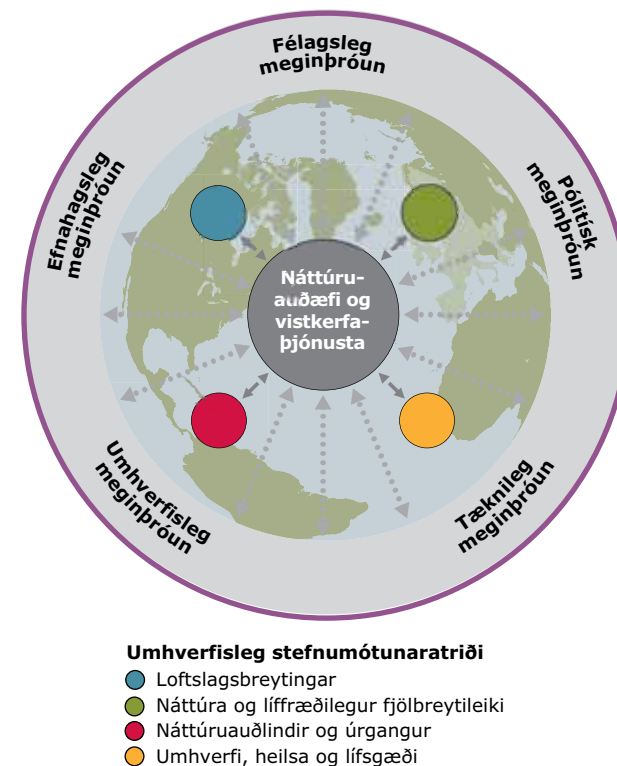 Félagsleg
meginþróun
Efnahagsleg
meginþróun
Pólitísk
meginþróun
Náttúru-
auðæfi og
vistkerfa-
þjónusta
Umhverfisleg
meginþróun
Tæknileg
meginþróun
Umhverfisleg stefnumótunaratriði
Loftslagsbreytingar
Náttúra og líffræðilegur fjölbreytileiki
Náttúruauðlindir og úrgangur
Umhverfi, heilsa og lífsgæði